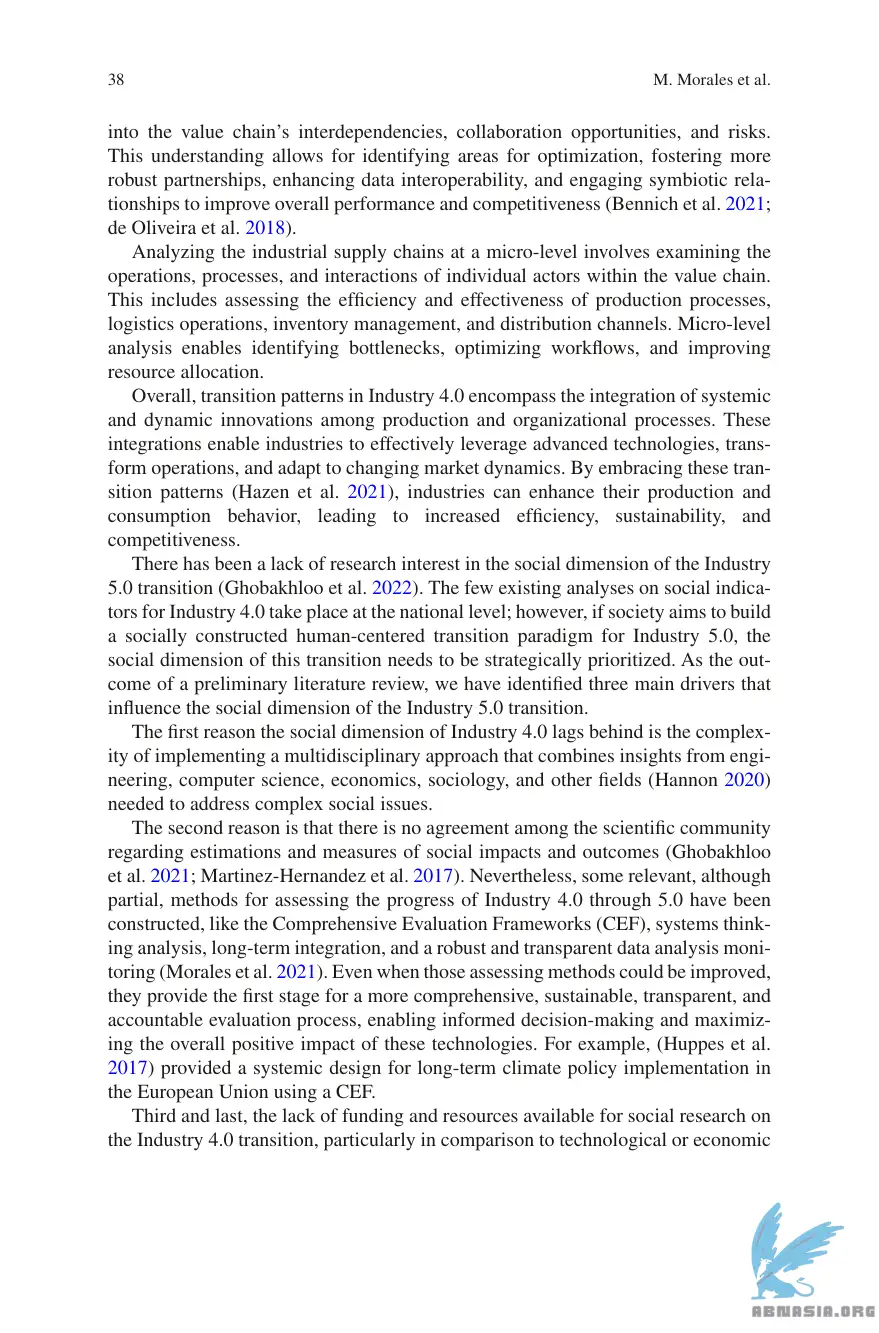 38 M. Morales et al.
into the value chain’s interdependencies, collaboration opportunities, and risks.
This understanding allows for identifying areas for optimization, fostering more
robust partnerships, enhancing data interoperability, and engaging symbiotic rela-
tionships to improve overall performance and competitiveness (Bennich et al. 2021;
de Oliveira et al. 2018).
Analyzing the industrial supply chains at a micro-level involves examining the
operations, processes, and interactions of individual actors within the value chain.
This includes assessing the efficiency and effectiveness of production processes,
logistics operations, inventory management, and distribution channels. Micro-level
analysis enables identifying bottlenecks, optimizing workflows, and improving
resource allocation.
Overall, transition patterns in Industry 4.0 encompass the integration of systemic
and dynamic innovations among production and organizational processes. These
integrations enable industries to effectively leverage advanced technologies, trans-
form operations, and adapt to changing market dynamics. By embracing these tran-
sition patterns (Hazen et al. 2021), industries can enhance their production and
consumption behavior, leading to increased efficiency, sustainability, and
competitiveness.
There has been a lack of research interest in the social dimension of the Industry
5.0 transition (Ghobakhloo et al. 2022). The few existing analyses on social indica-
tors for Industry 4.0 take place at the national level; however, if society aims to build
a socially constructed human-centered transition paradigm for Industry 5.0, the
social dimension of this transition needs to be strategically prioritized. As the out-
come of a preliminary literature review, we have identified three main drivers that
influence the social dimension of the Industry 5.0 transition.
The first reason the social dimension of Industry 4.0 lags behind is the complex-
ity of implementing a multidisciplinary approach that combines insights from engi-
neering, computer science, economics, sociology, and other fields (Hannon 2020)
needed to address complex social issues.
The second reason is that there is no agreement among the scientific community
regarding estimations and measures of social impacts and outcomes (Ghobakhloo
et al. 2021; Martinez-Hernandez et al. 2017). Nevertheless, some relevant, although
partial, methods for assessing the progress of Industry 4.0 through 5.0 have been
constructed, like the Comprehensive Evaluation Frameworks (CEF), systems think-
ing analysis, long-term integration, and a robust and transparent data analysis moni-
toring (Morales et al. 2021). Even when those assessing methods could be improved,
they provide the first stage for a more comprehensive, sustainable, transparent, and
accountable evaluation process, enabling informed decision-making and maximiz-
ing the overall positive impact of these technologies. For example, (Huppes et al.
2017) provided a systemic design for long-term climate policy implementation in
the European Union using a CEF.
Third and last, the lack of funding and resources available for social research on
the Industry 4.0 transition, particularly in comparison to technological or economic
ABNASIA.ORG